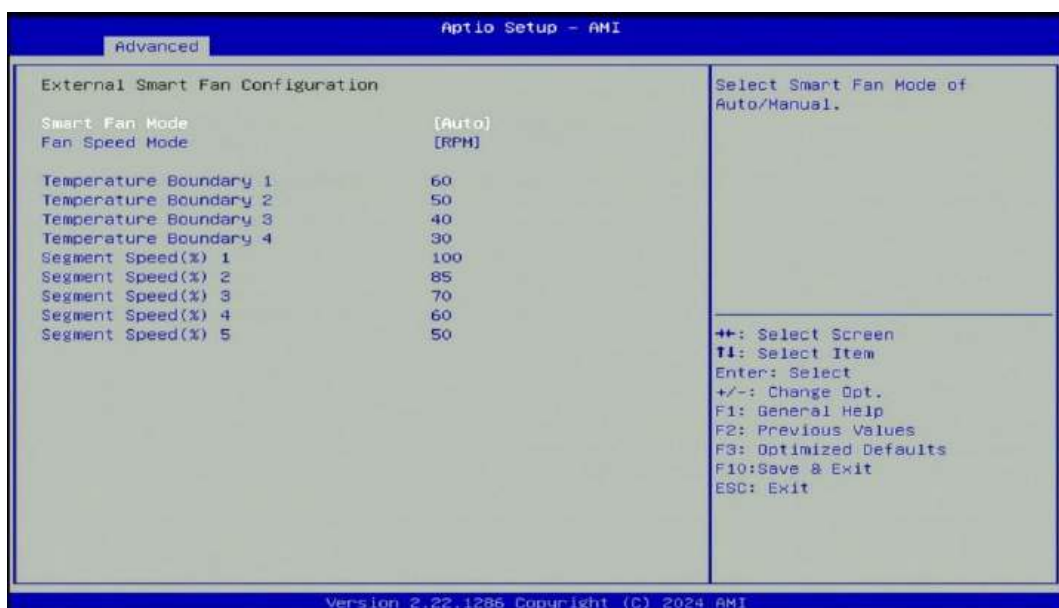 Aptio Setup - AMI
Advanced
External Smart Fan Configuration
Smart Fan Mode [Auto]
Fan Speed Mode [RPM]
Temperature Boundary 1 60
Temperature Boundary 2 50
Temperature Boundary 3 40
Temperature Boundary 4 30
Segment Speed(%) 1 100
Segment Speed(%) 2 85
Segment Speed(%) 3 70
Segment Speed(%) 4 60
Segment Speed(%) 5 50
Select Smart Fan Mode of
Auto/Manual.
→←: Select Screen
↑↓: Select Item
Enter: Select
+/-: Change Opt.
F1: General Help
F2: Previous Values
F3: Optimized Defaults
F10:Save & Exit
ESC: Exit
Version 2.22.1286 Copyright (C) 2024 AMI